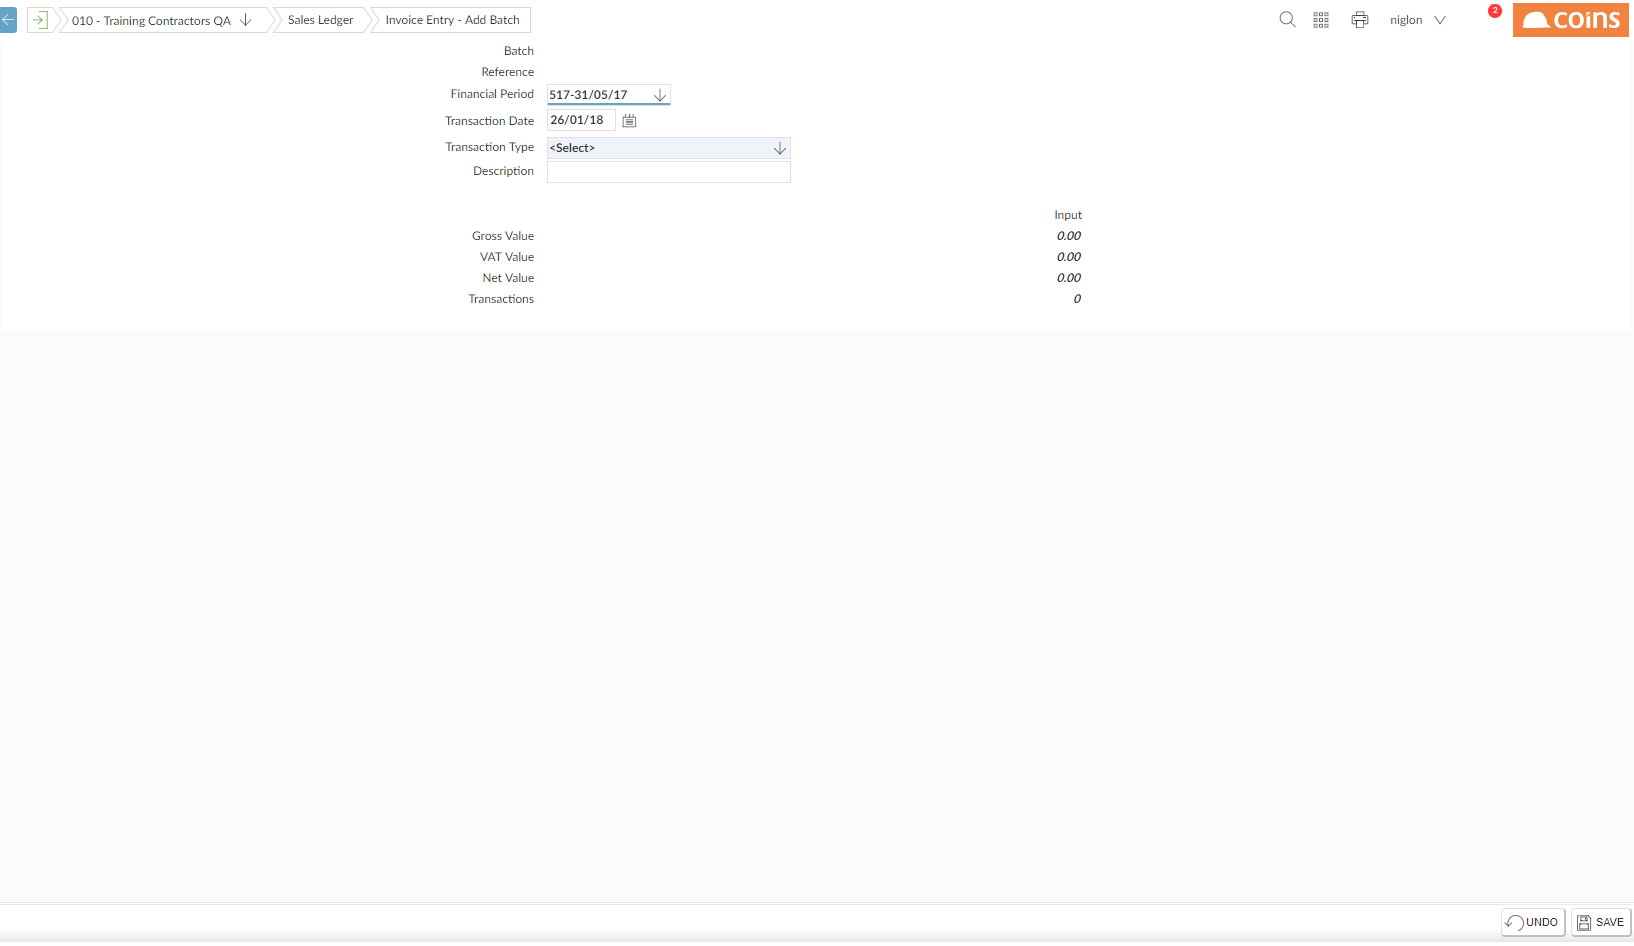 010 - Training Contractors QA
Sales Ledger
Invoice Entry - Add Batch
niglon
2
coins
Batch
Reference
Financial Period 517-31/05/17
Transaction Date 26/01/18
Transaction Type <Select>
Description
Input
Gross Value 0.00
VAT Value 0.00
Net Value 0.00
Transactions 0
UNDO
SAVE